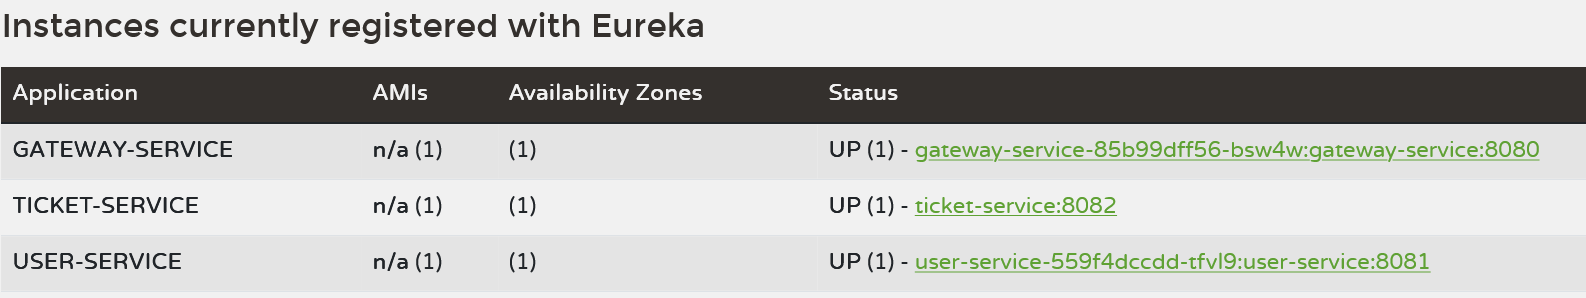 Instances currently registered with Eureka
Application AMIs Availability Zones Status
GATEWAY-SERVICE n/a (1) (1) UP (1) - gateway-service-85b99dff56-bsw4w:gateway-service:8080
TICKET-SERVICE n/a (1) (1) UP (1) - ticket-service:8082
USER-SERVICE n/a (1) (1) UP (1) - user-service-559f4dccdd-tfvl9:user-service:8081